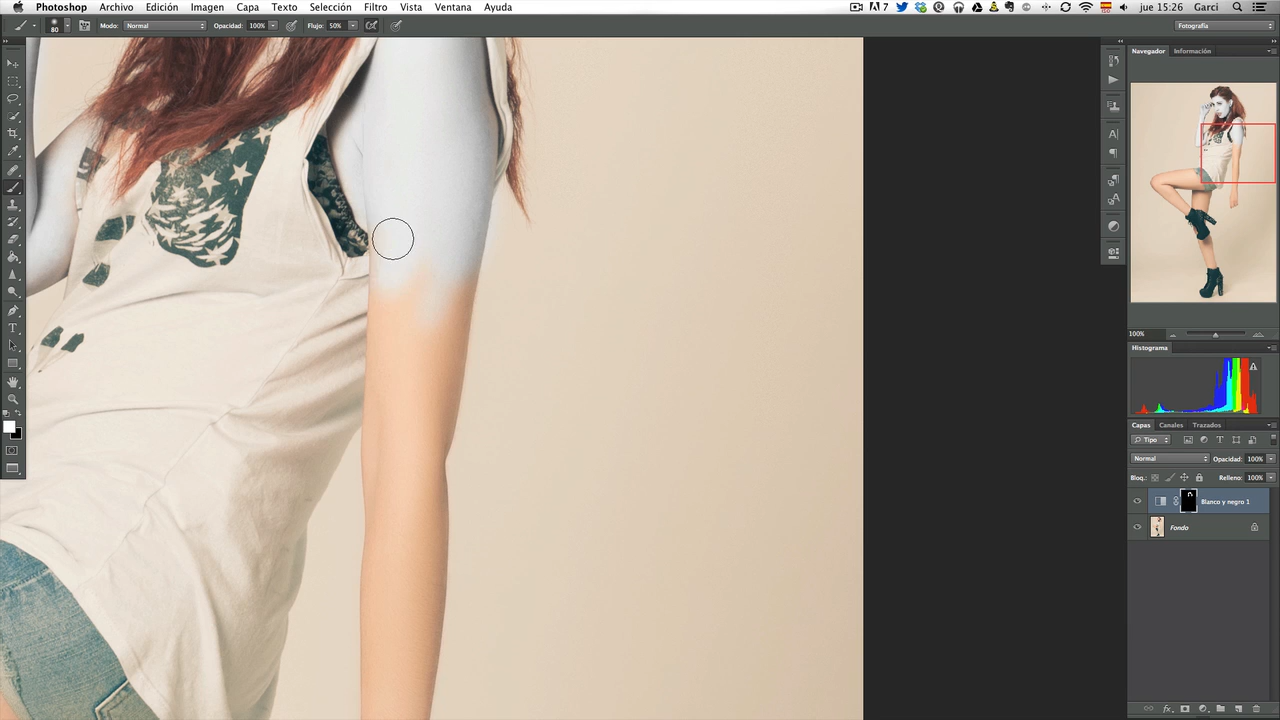 Photoshop Archivo Edición Imagen Capa Texto Selección Filtro Vista Ventana Ayuda 7 jue 15:26 Garci
80 Modo: Normal Opacidad: 100% Flujo: 50% Fotografía
Navegador Información
100%
Histograma
Capas Canales Trazados
Tipo
Normal Opacidad: 100%
Bloq.: Relleno: 100%
Blanco y negro 1
Fondo